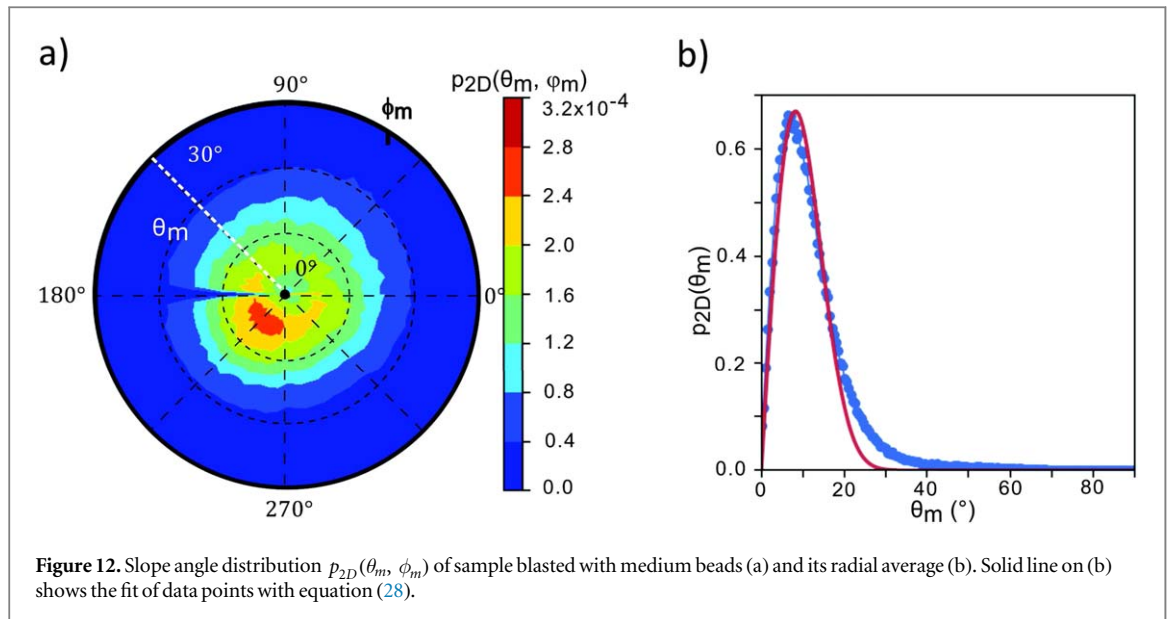 a)
90°
ϕm
p2D(θm, φm)
3.2x10⁻⁴
2.8
2.4
2.0
1.6
1.2
0.8
0.4
0.0
30°
θm
0°
180°
0°
270°
b)
p2D(θm)
0.6
0.4
0.2
0.0
0 20 40 60 80
θm (°)
Figure 12. Slope angle distribution p2D(θm, ϕm) of sample blasted with medium beads (a) and its radial average (b). Solid line on (b)
shows the fit of data points with equation (28).